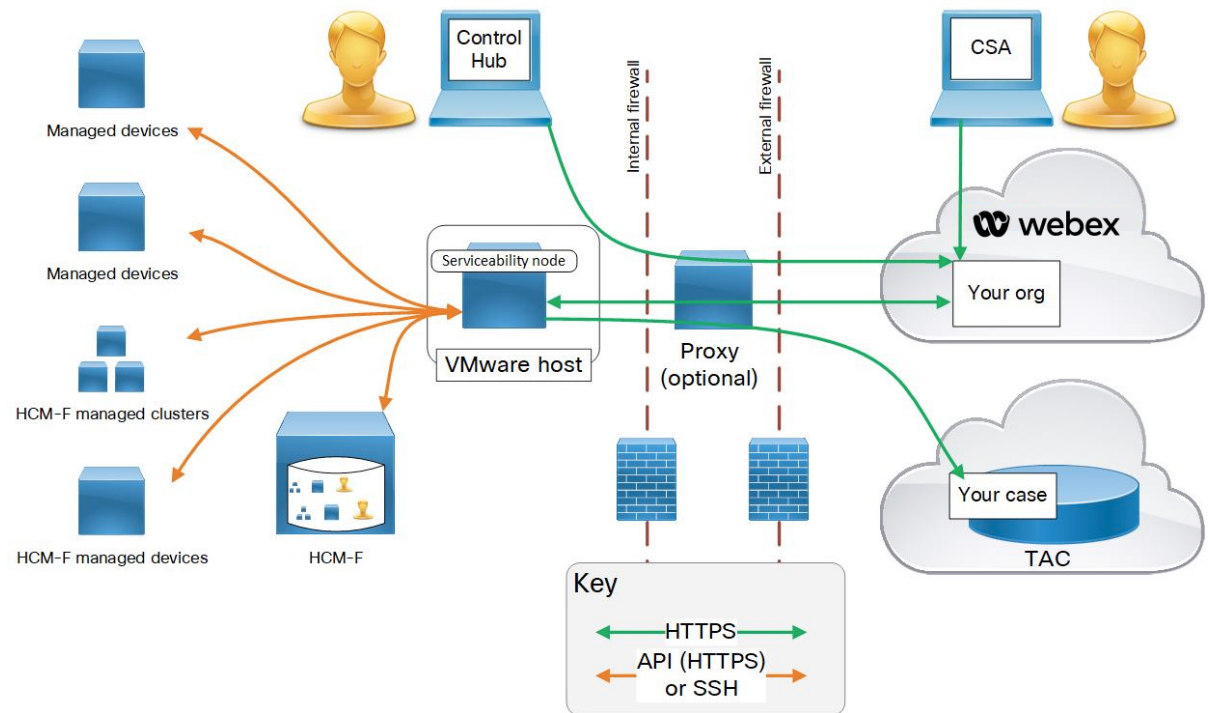 Control
Hub
CSA
Managed devices
Internal firewall
External firewall
Managed devices
webex
Serviceability node
Your org
VMware host
Proxy
(optional)
HCM-F managed clusters
HCM-F managed devices
HCM-F
Your case
TAC
Key
HTTPS
API (HTTPS)
or SSH